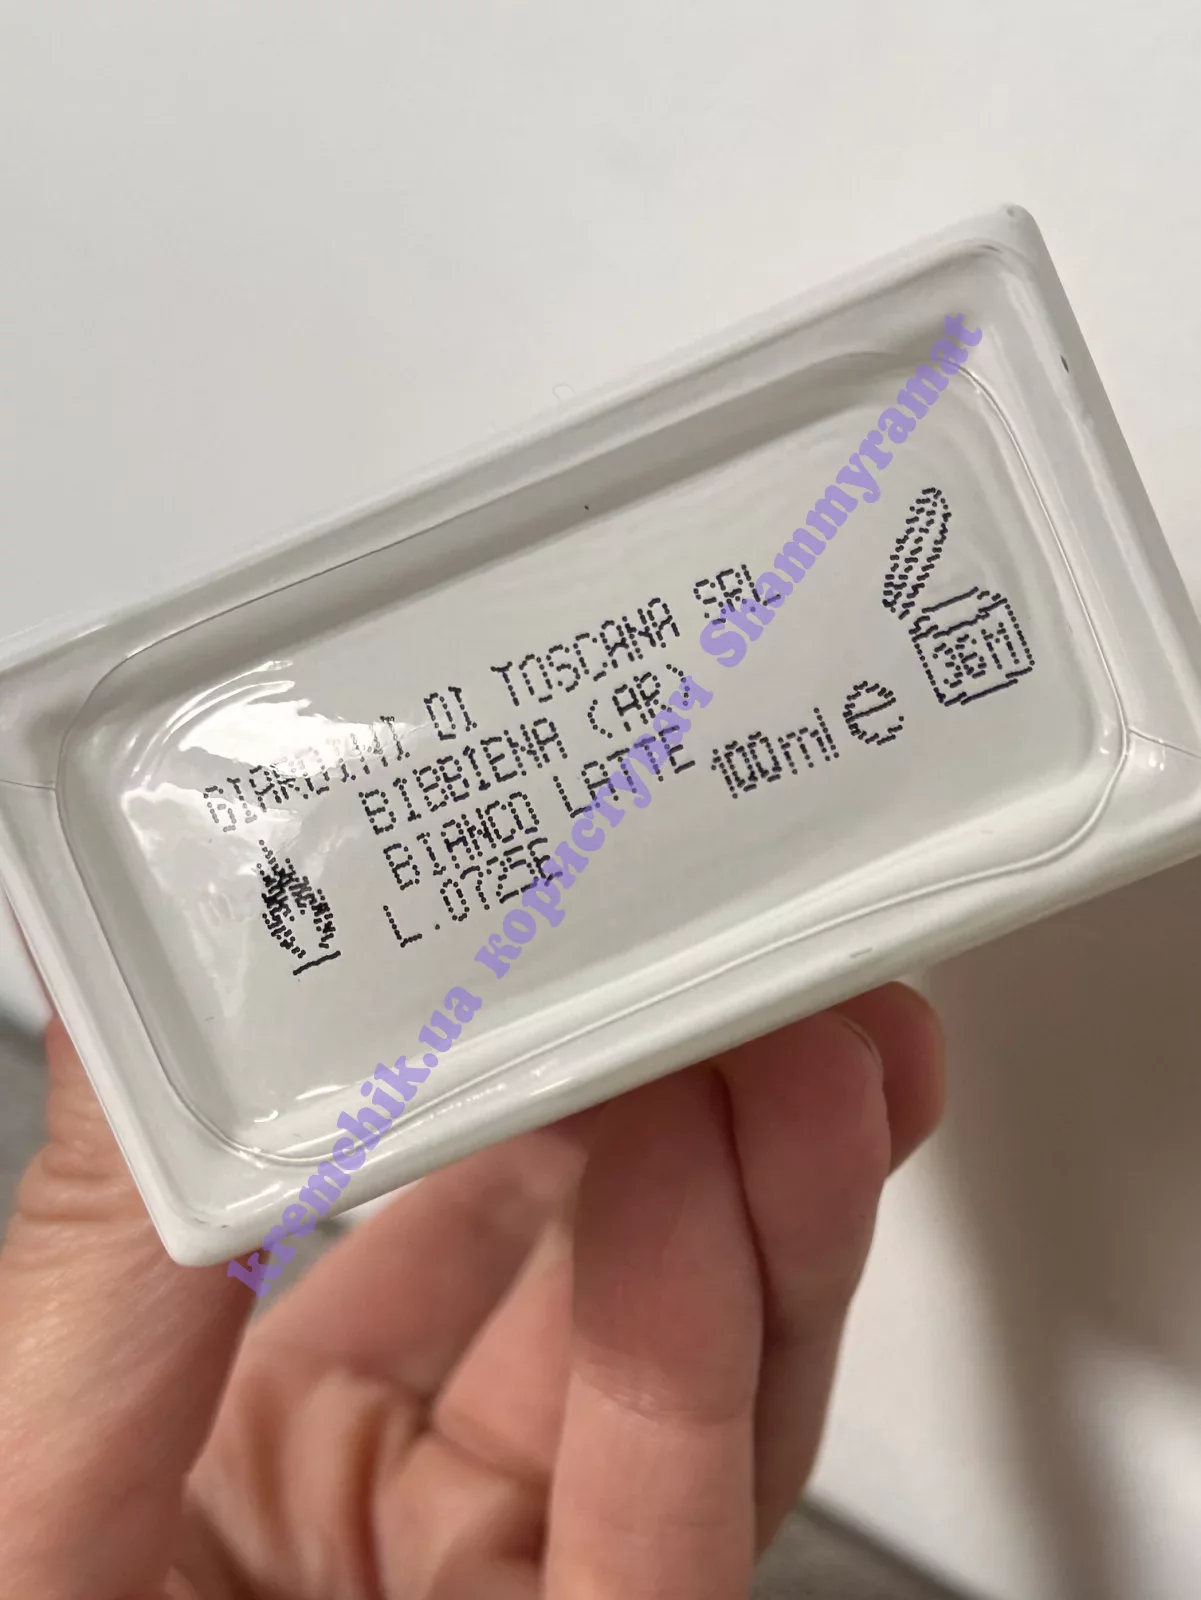 GIARDINI DI TOSCANA SRL
BIBBIENA (AR)
BIANCO LATTE 100ml ℮
36M
kremchik.ua користувач Shammyramat